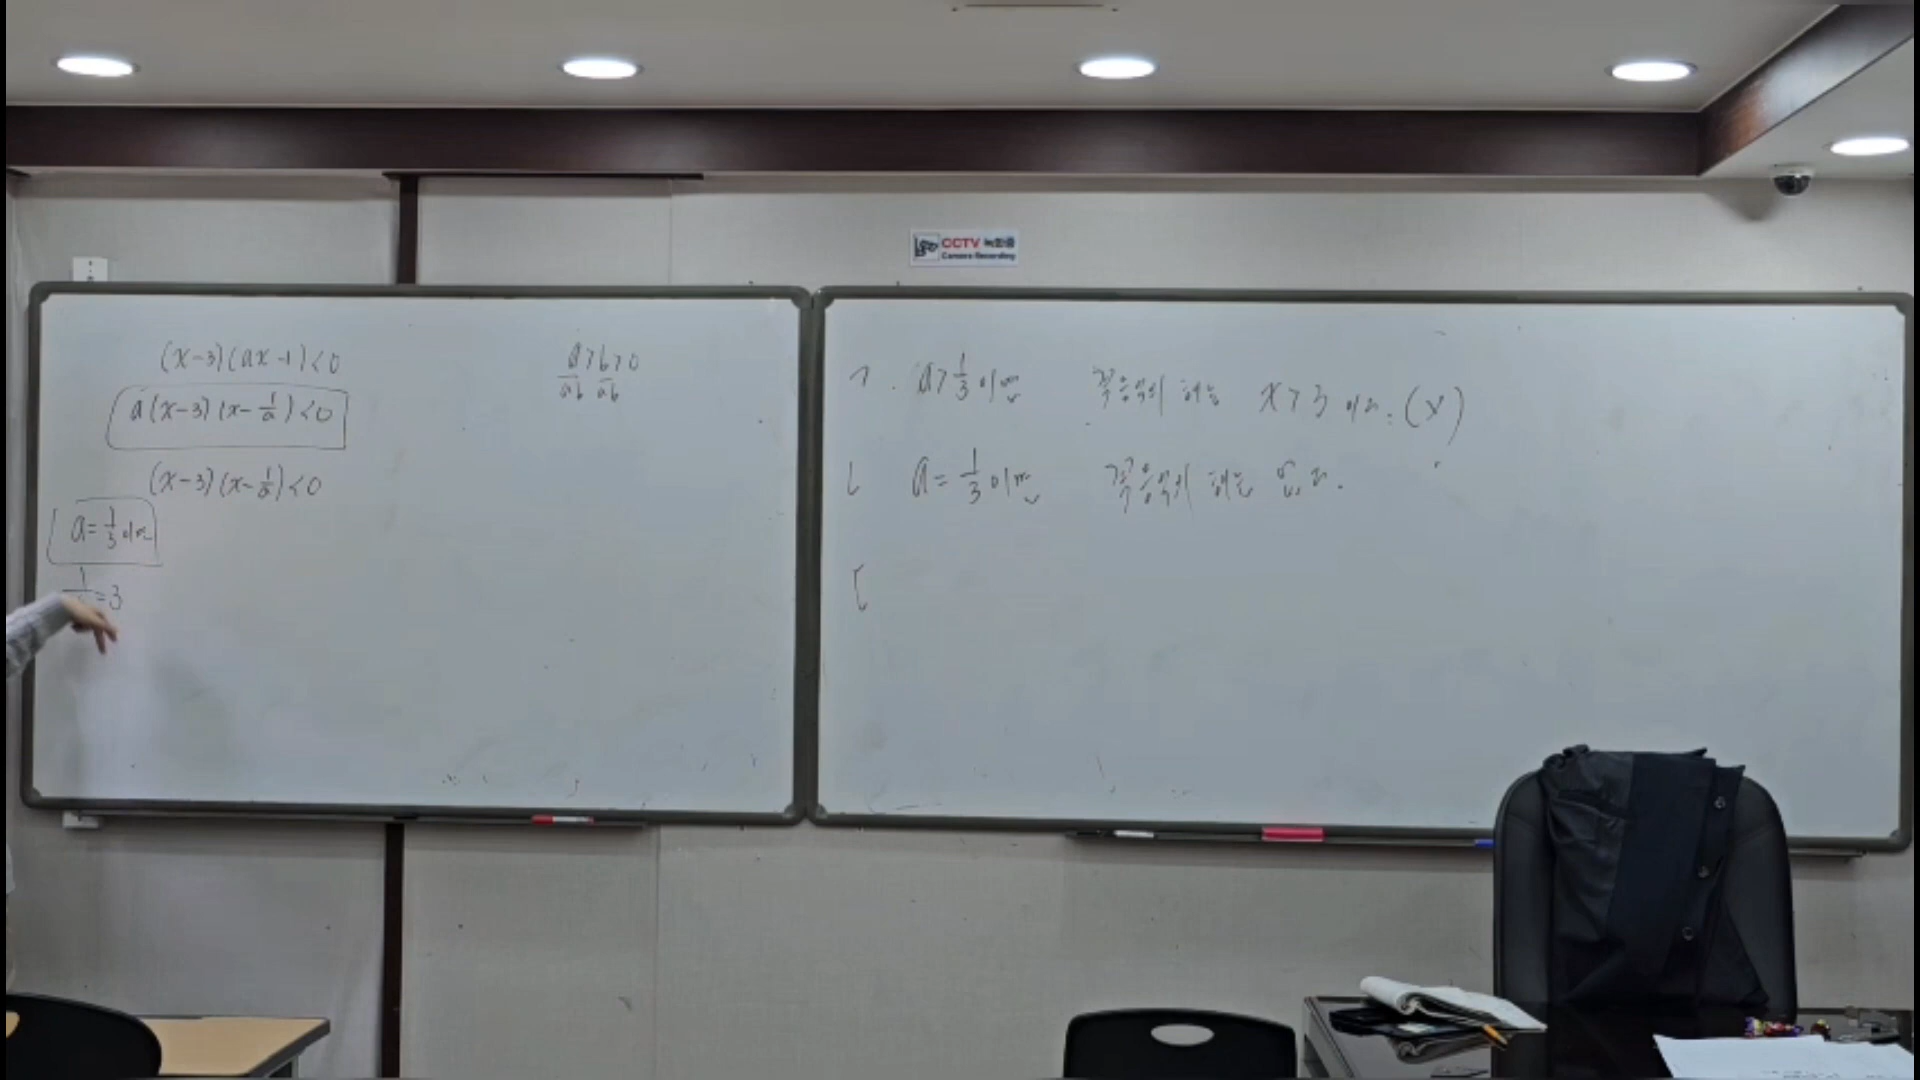 CCTV 녹화중
Camera Recording
(x-3)(ax-1)<0
a(x-3)(x-1/a)<0
(x-3)(x-1/a)<0
a=1/3이면
=3
a>b>0
ab ab
ㄱ. a>1/3이면 부등식의 해는 x>3 이다. (x)
ㄴ a=1/3이면 부등식의 해는 없다.
ㄷ